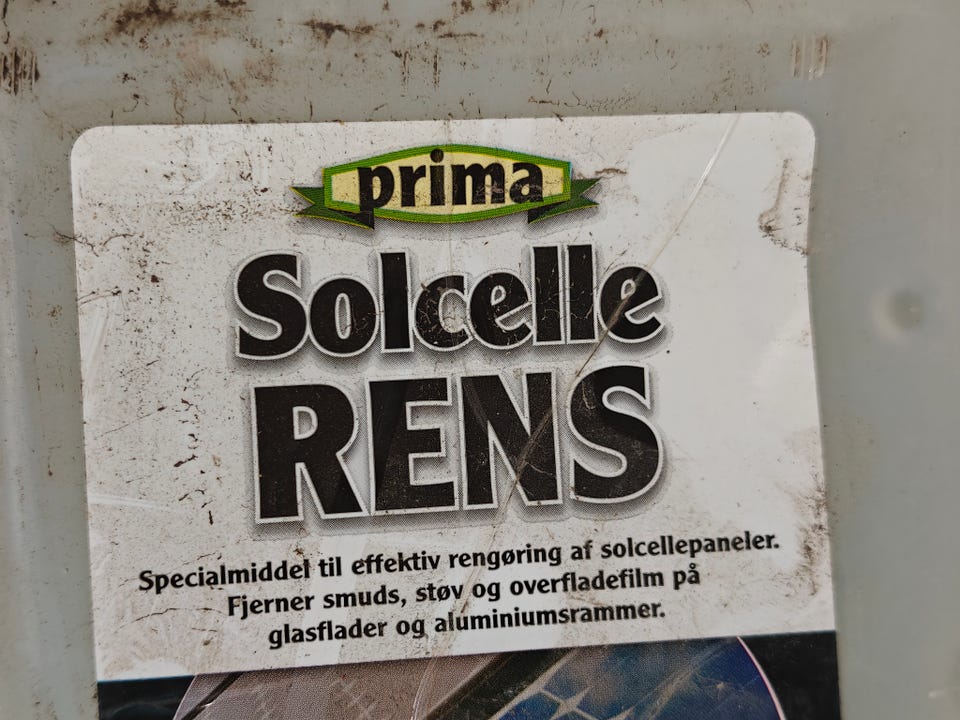 prima
Solcelle
RENS
Specialmiddel til effektiv rengøring af solcellepaneler.
Fjerner smuds, støv og overfladefilm på
glasflader og aluminiumsrammer.